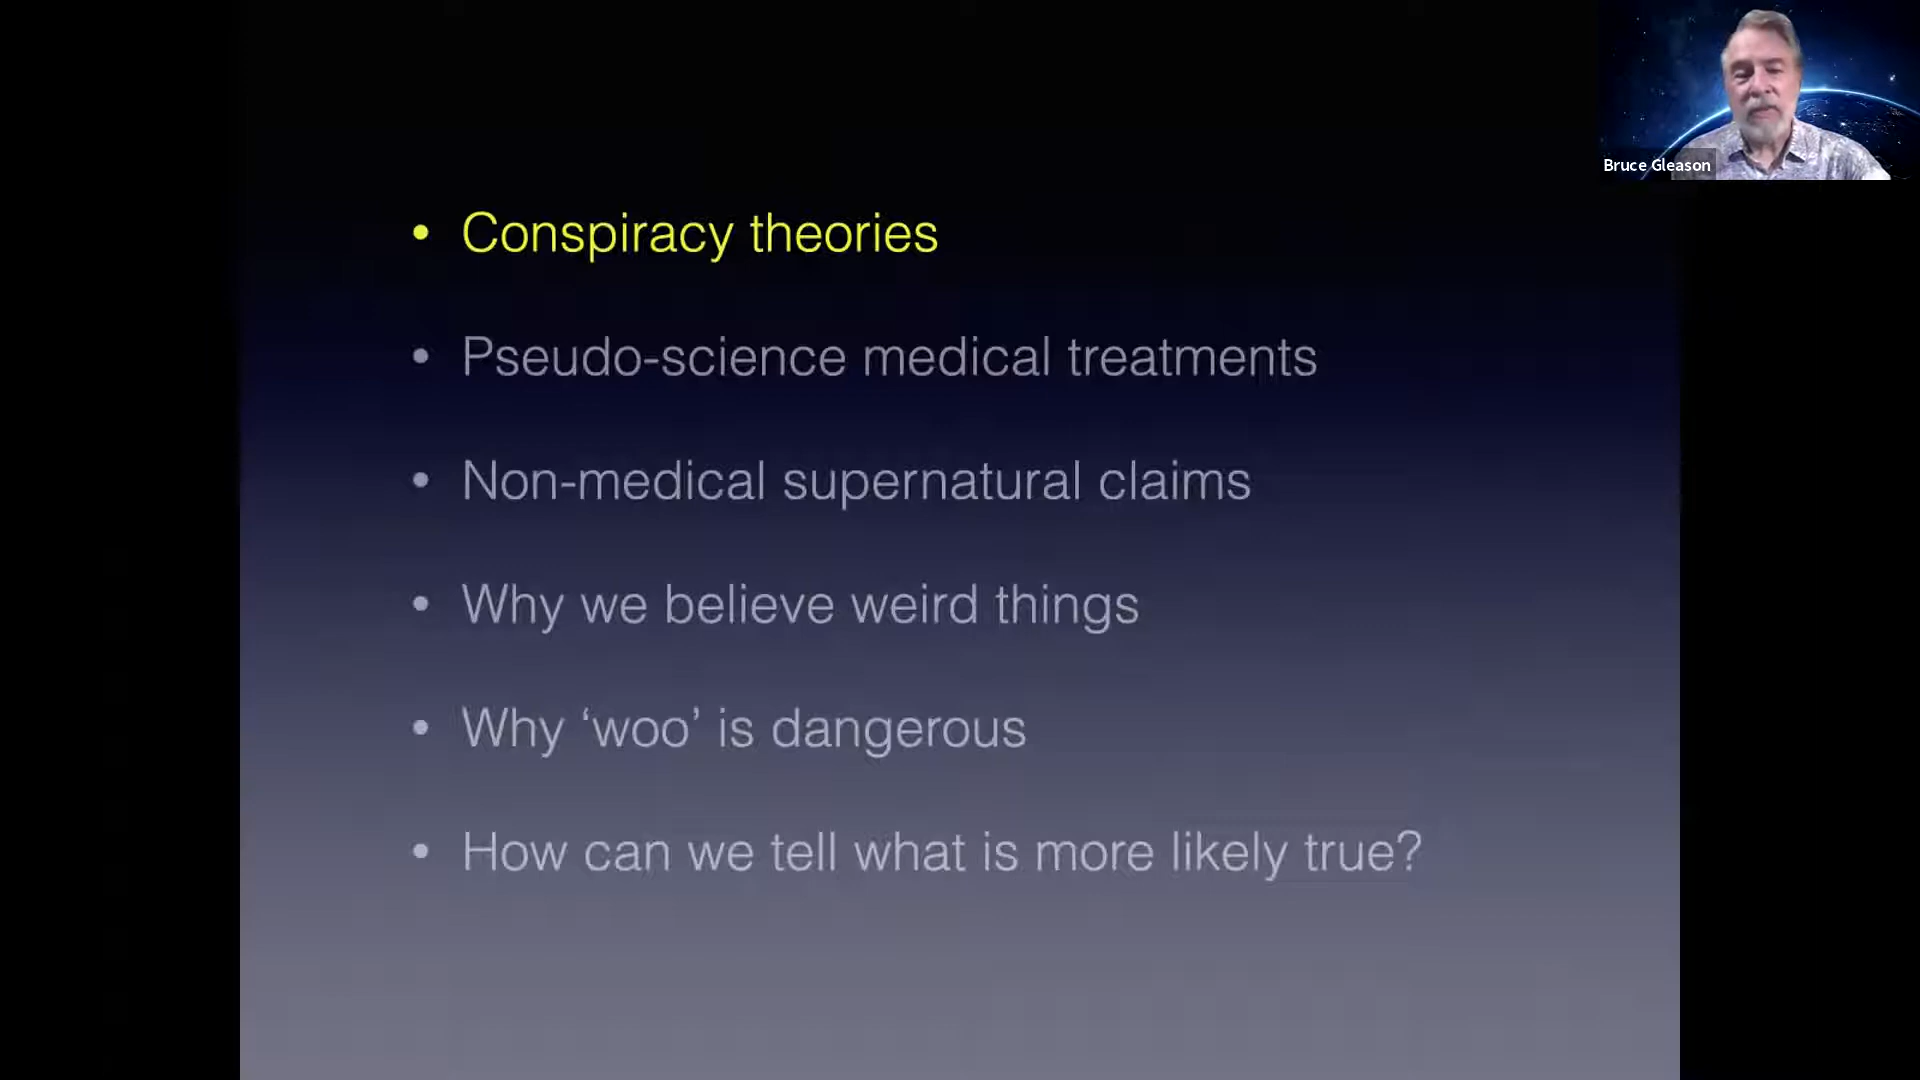 Bruce Gleason
• Conspiracy theories
• Pseudo-science medical treatments
• Non-medical supernatural claims
• Why we believe weird things
• Why ‘woo’ is dangerous
• How can we tell what is more likely true?